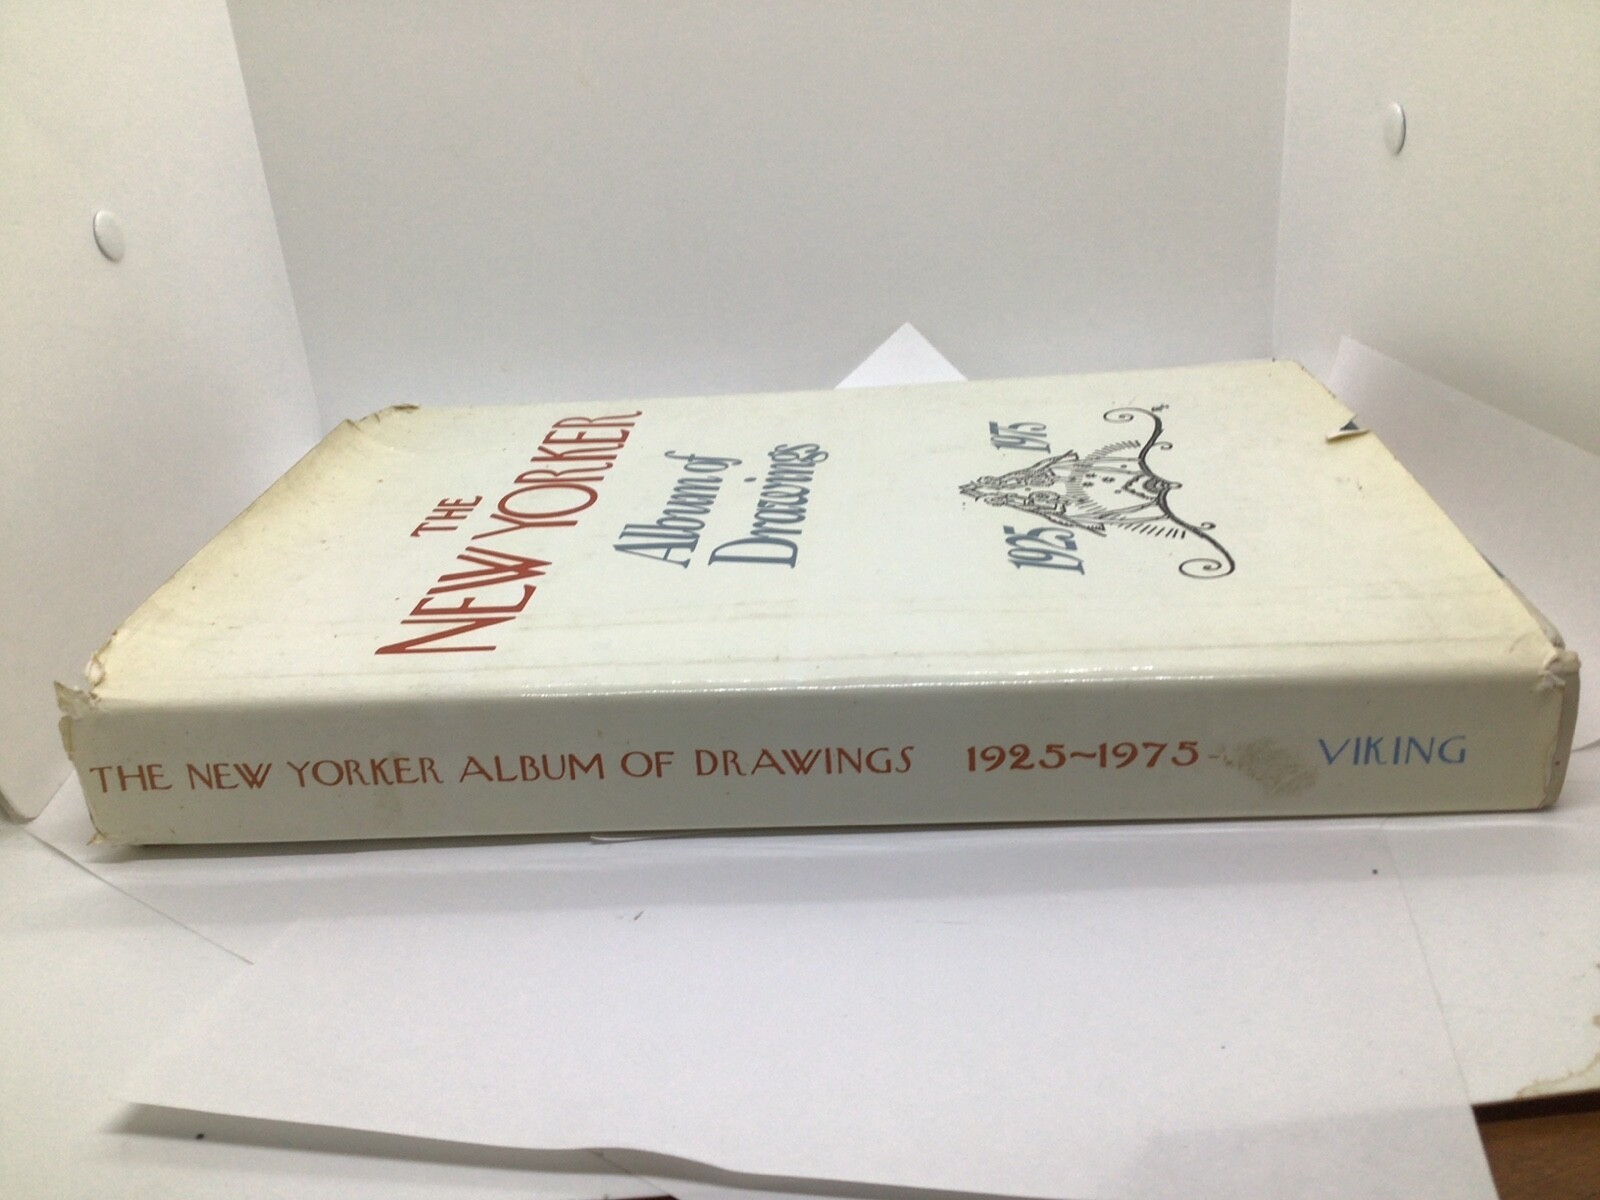 THE
NEW YORKER
Album of
Drawings
1925 1975
THE NEW YORKER ALBUM OF DRAWINGS 1925~1975 VIKING